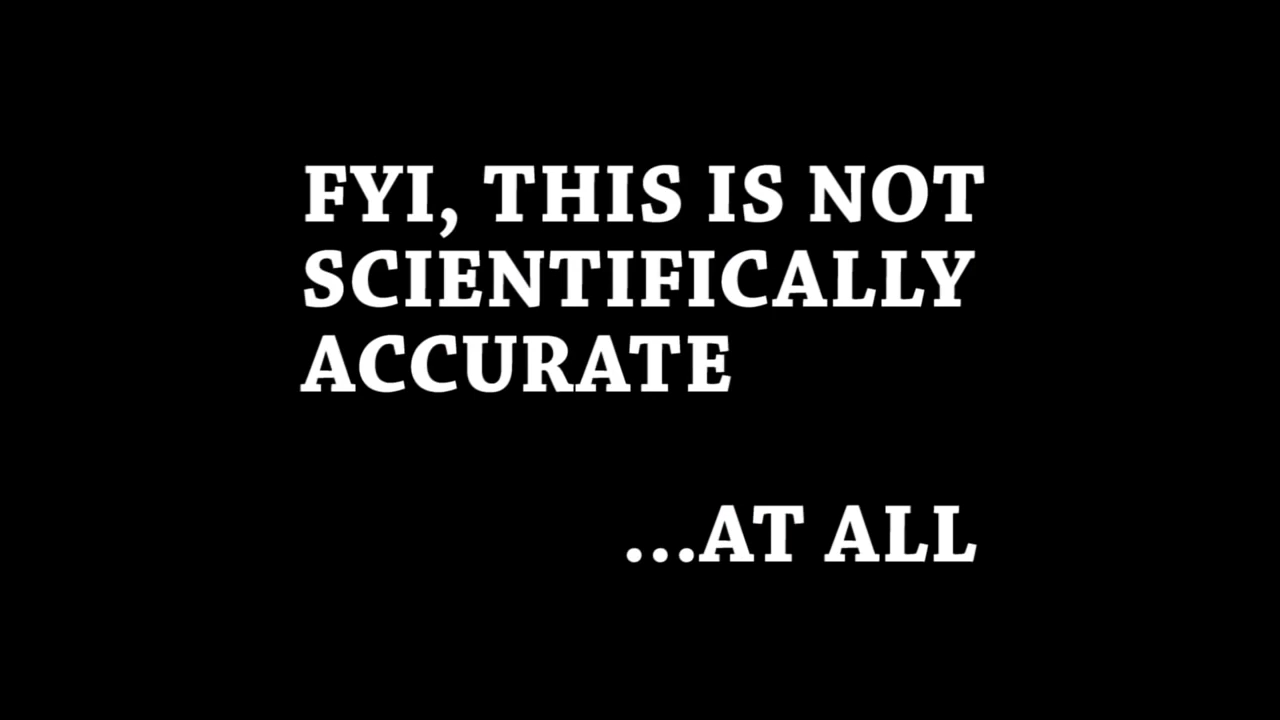 FYI, THIS IS NOT
SCIENTIFICALLY
ACCURATE
...AT ALL